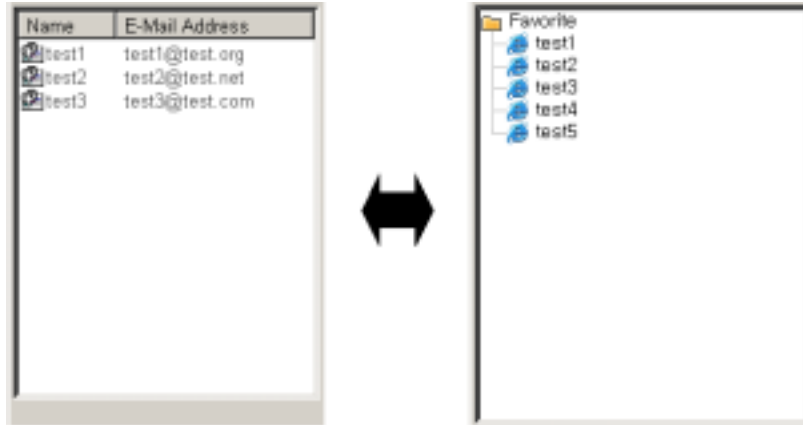 Name E-Mail Address
test1 test1@test.org
test2 test2@test.net
test3 test3@test.com
Favorite
test1
test2
test3
test4
test5